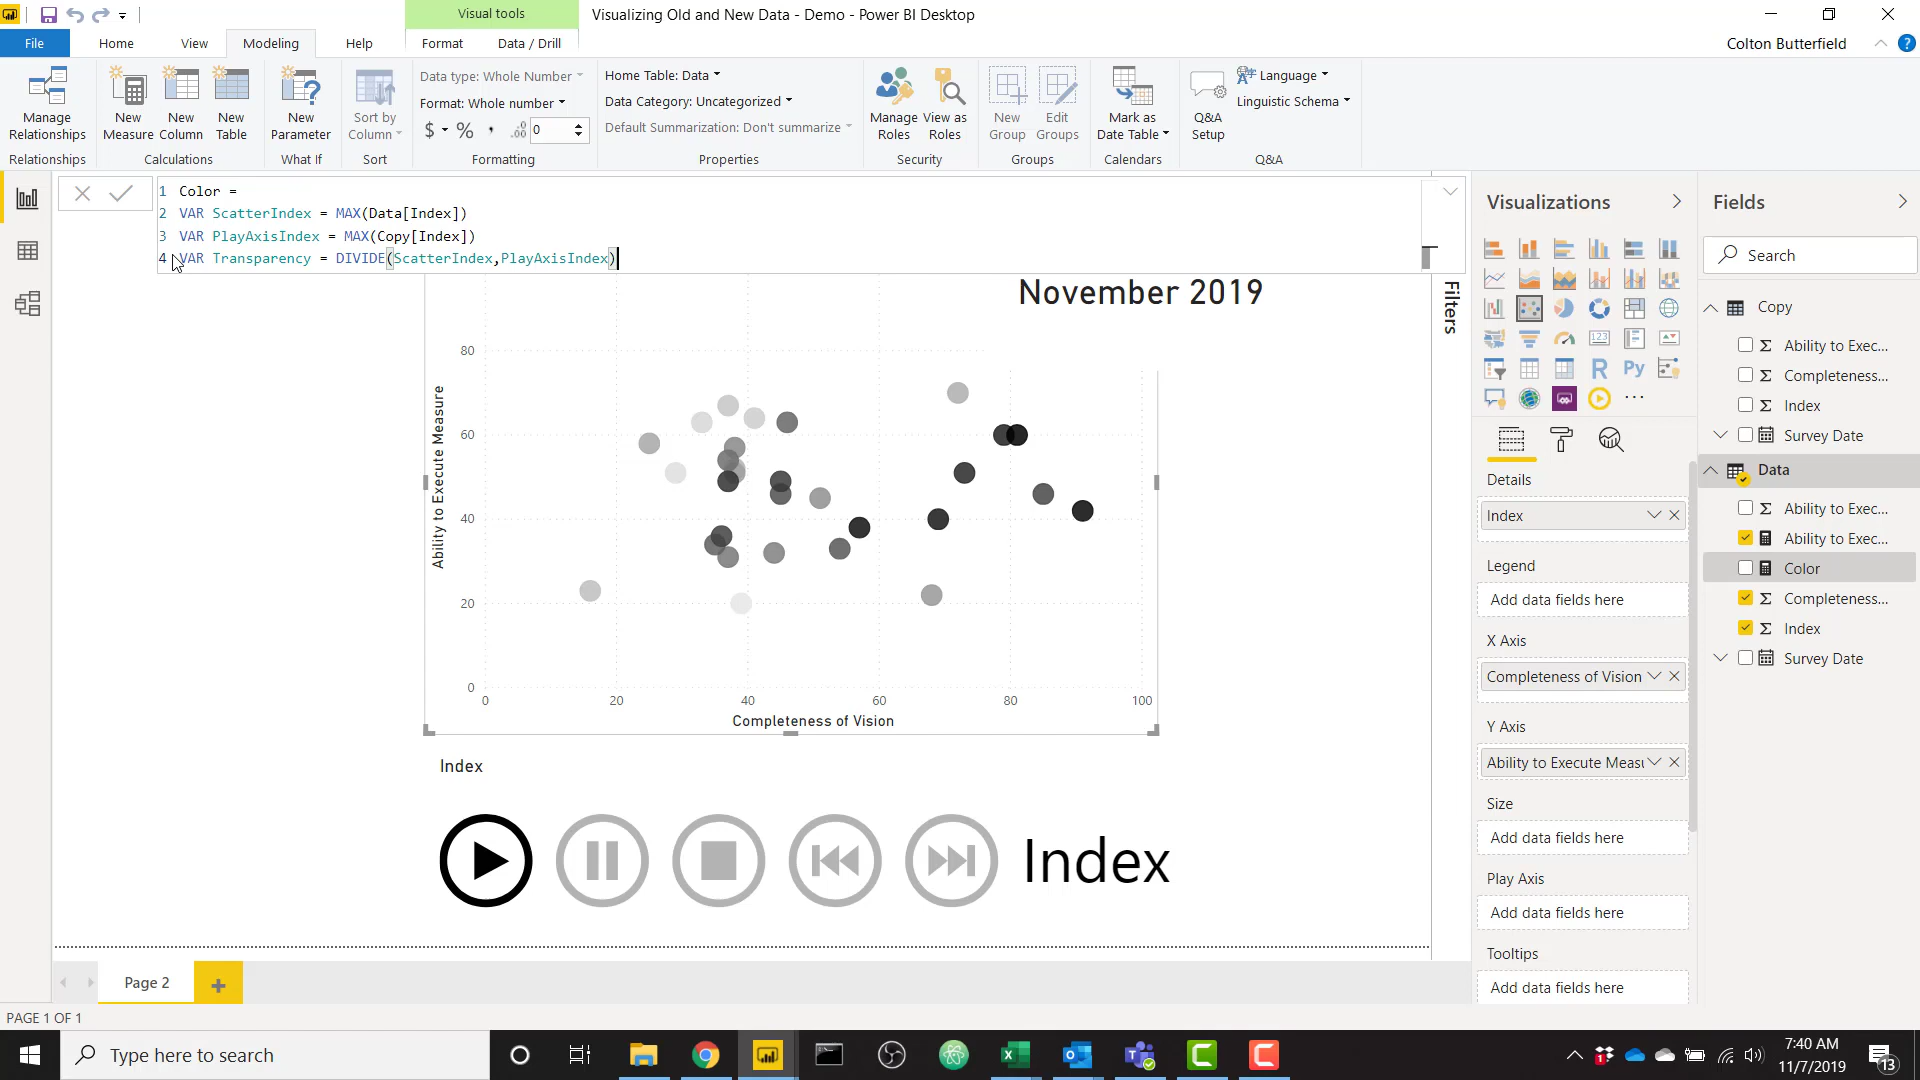 Visual tools
Visualizing Old and New Data - Demo - Power BI Desktop
File
Home
View
Modeling
Help
Format
Data / Drill
Colton Butterfield
Manage Relationships
Relationships
New Measure
New Column
New Table
Calculations
New Parameter
What If
Sort by Column
Sort
Data type: Whole Number
Format: Whole number
$ % , .00 0
Formatting
Home Table: Data
Data Category: Uncategorized
Default Summarization: Don't summarize
Properties
Manage Roles
View as Roles
Security
New Group
Edit Groups
Groups
Mark as Date Table
Calendars
Q&A Setup
Language
Linguistic Schema
Q&A
1 Color =
2 VAR ScatterIndex = MAX(Data[Index])
3 VAR PlayAxisIndex = MAX(Copy[Index])
4 VAR Transparency = DIVIDE(ScatterIndex,PlayAxisIndex)
November 2019
Ability to Execute Measure
80
60
40
20
0
0 20 40 60 80 100
Completeness of Vision
Index
Index
Filters
Visualizations
123
R
Py
...
Details
Index
Legend
Add data fields here
X Axis
Completeness of Vision
Y Axis
Ability to Execute Measu
Size
Add data fields here
Play Axis
Add data fields here
Tooltips
Add data fields here
Fields
Search
Copy
Ability to Exec...
Completeness...
Index
Survey Date
Data
Ability to Exec...
Ability to Exec...
Color
Completeness...
Index
Survey Date
Page 2
PAGE 1 OF 1
Type here to search
7:40 AM
11/7/2019
13